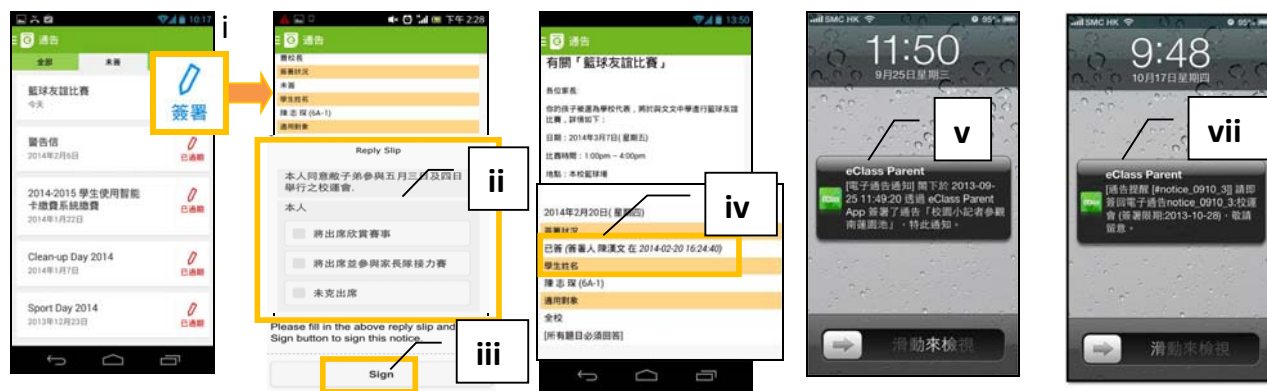 10:17
i
通告
全部
未簽
簽署
籃球友誼比賽
今天
警告信
2014年2月6日
已過期
2014-2015 學生使用智能
卡繳費系統繳費
2014年1月22日
已過期
Clean-up Day 2014
2014年1月7日
已過期
Sport Day 2014
2013年12月23日
已過期
下午 2:28
通告
簽署狀況
未簽
學生姓名
陳志琛 (6A-1)
適用對象
Reply Slip
ii
本人同意敝子弟參與五月三日及四日
舉行之校運會.
本人
將出席欣賞賽事
將出席並參與家長隊接力賽
未克出席
Please fill in the above reply slip and
Sign button to sign this notice.
iii
Sign
13:50
通告
有關「籃球友誼比賽」
各位家長
你的孩子被選為學校代表，將於與文文中學進行籃球友誼
比賽，詳情如下：
日期：2014年3月7日( 星期五)
比賽時間：1:00pm ~ 4:00pm
地點：本校籃球場
iv
2014年2月20日( 星期四)
簽署狀況
已簽 (簽署人 陳漢文 在 2014-02-20 16:24:40)
學生姓名
陳志琛 (6A-1)
適用對象
全校
[所有題目必須回答]
SMC HK
95%
11:50
9月25日星期三
v
eClass Parent
[電子通告通知] 閣下於 2013-09-
25 11:49:20 透過 eClass Parent
App 簽署了通告「校園小記者參觀
南蓮園池」，特此通知。
滑動來檢視
SMC HK
95%
9:48
10月17日星期四
vii
eClass Parent
[通告提醒 [#notice_0910_3]] 請即
簽回電子通告notice_0910_3:校運
會 (簽署限期:2013-10-28)，敬請
留意。
滑動來檢視